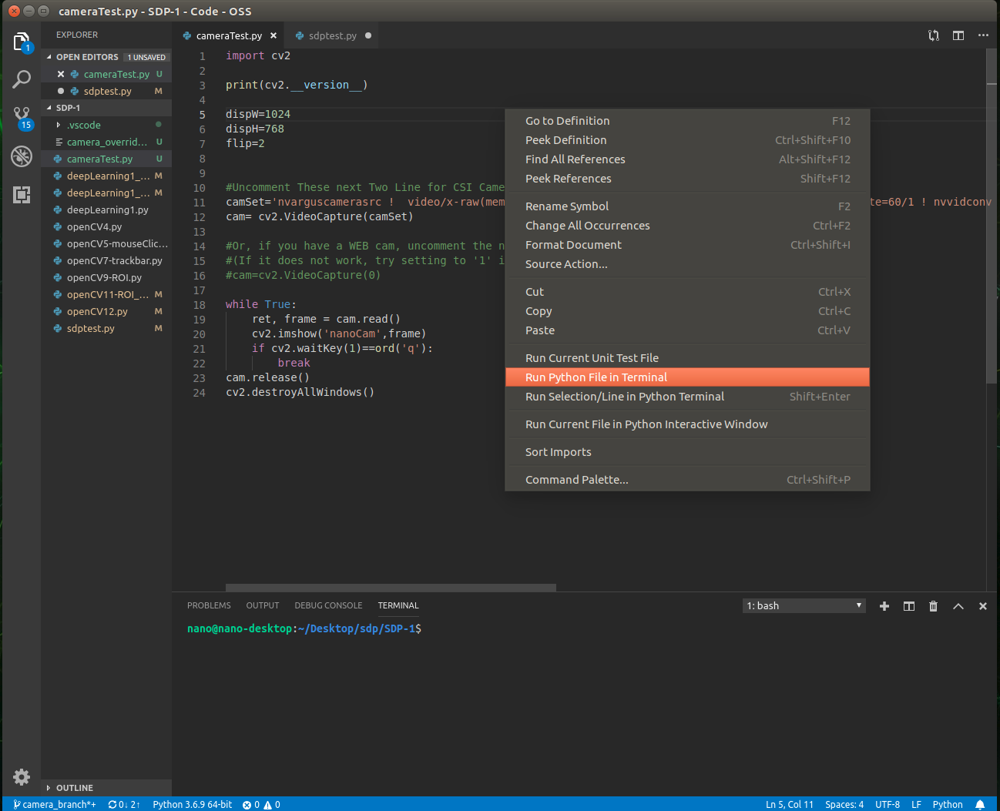 cameraTest.py - SDP-1 - Code - OSS
EXPLORER
OPEN EDITORS 1 UNSAVED
cameraTest.py U
sdptest.py M
SDP-1
.vscode
camera_overrid... U
cameraTest.py U
deepLearning1_... M
deepLearning1_... M
deepLearning1.py
openCV4.py
openCV5-mouseClic...
openCV7-trackbar.py
openCV9-ROI.py
openCV11-ROI_... M
openCV12.py M
sdptest.py M
OUTLINE
1
15
cameraTest.py sdptest.py
1 import cv2
2
3 print(cv2.__version__)
4
5 dispW=1024
6 dispH=768
7 flip=2
8
9
10 #Uncomment These next Two Line for CSI Came
11 camSet='nvarguscamerasrc !  video/x-raw(mem te=60/1 ! nvvidconv
12 cam= cv2.VideoCapture(camSet)
13
14 #Or, if you have a WEB cam, uncomment the n
15 #(If it does not work, try setting to '1' i
16 #cam=cv2.VideoCapture(0)
17
18 while True:
19 ret, frame = cam.read()
20 cv2.imshow('nanoCam',frame)
21 if cv2.waitKey(1)==ord('q'):
22 break
23 cam.release()
24 cv2.destroyAllWindows()
Go to Definition F12
Peek Definition Ctrl+Shift+F10
Find All References Alt+Shift+F12
Peek References Shift+F12
Rename Symbol F2
Change All Occurrences Ctrl+F2
Format Document Ctrl+Shift+I
Source Action...
Cut Ctrl+X
Copy Ctrl+C
Paste Ctrl+V
Run Current Unit Test File
Run Python File in Terminal
Run Selection/Line in Python Terminal Shift+Enter
Run Current File in Python Interactive Window
Sort Imports
Command Palette... Ctrl+Shift+P
PROBLEMS OUTPUT DEBUG CONSOLE TERMINAL 1: bash
nano@nano-desktop:~/Desktop/sdp/SDP-1$
camera_branch*+ 0↓ 2↑ Python 3.6.9 64-bit 0 0 Ln 5, Col 11 Spaces: 4 UTF-8 LF Python